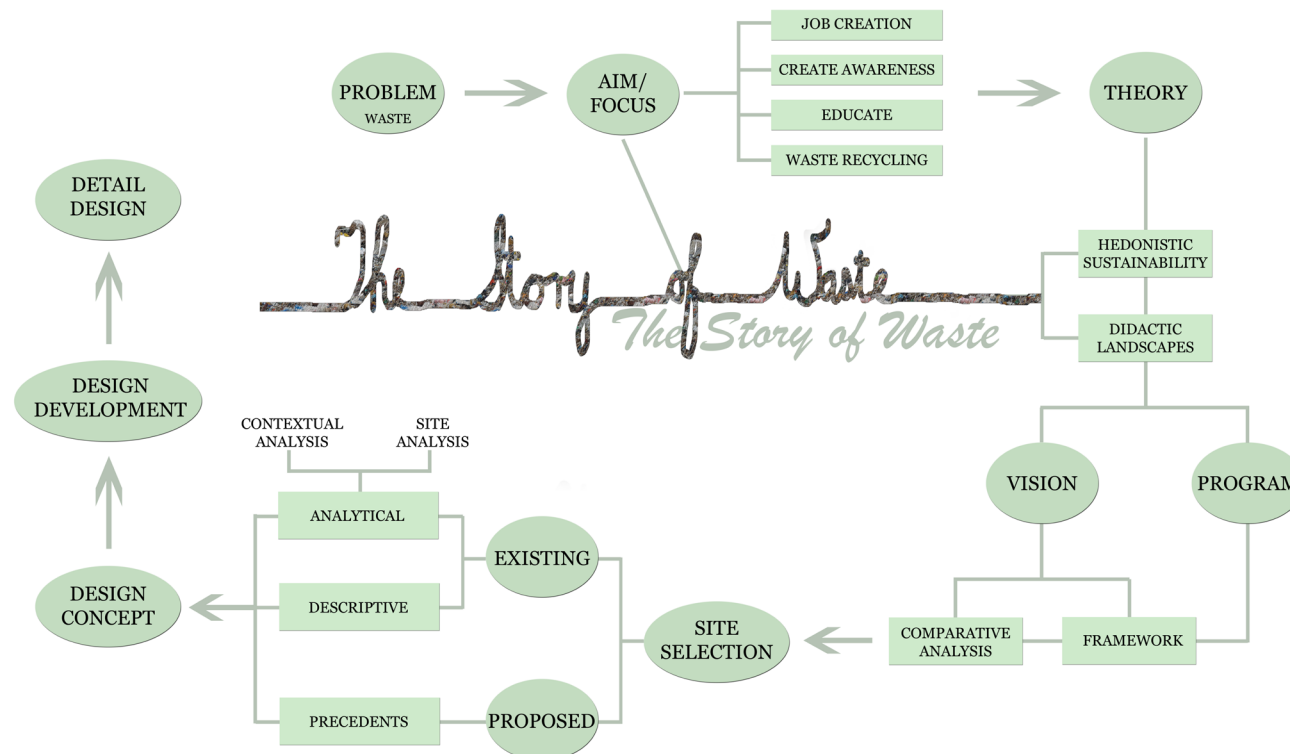 PROBLEM
WASTE
AIM/
FOCUS
JOB CREATION
CREATE AWARENESS
EDUCATE
WASTE RECYCLING
THEORY
DETAIL
DESIGN
The Story of Waste
The Story of Waste
HEDONISTIC
SUSTAINABILITY
DIDACTIC
LANDSCAPES
DESIGN
DEVELOPMENT
CONTEXTUAL
ANALYSIS
SITE
ANALYSIS
VISION
PROGRAM
ANALYTICAL
EXISTING
DESIGN
CONCEPT
DESCRIPTIVE
SITE
SELECTION
COMPARATIVE
ANALYSIS
FRAMEWORK
PRECEDENTS
PROPOSED